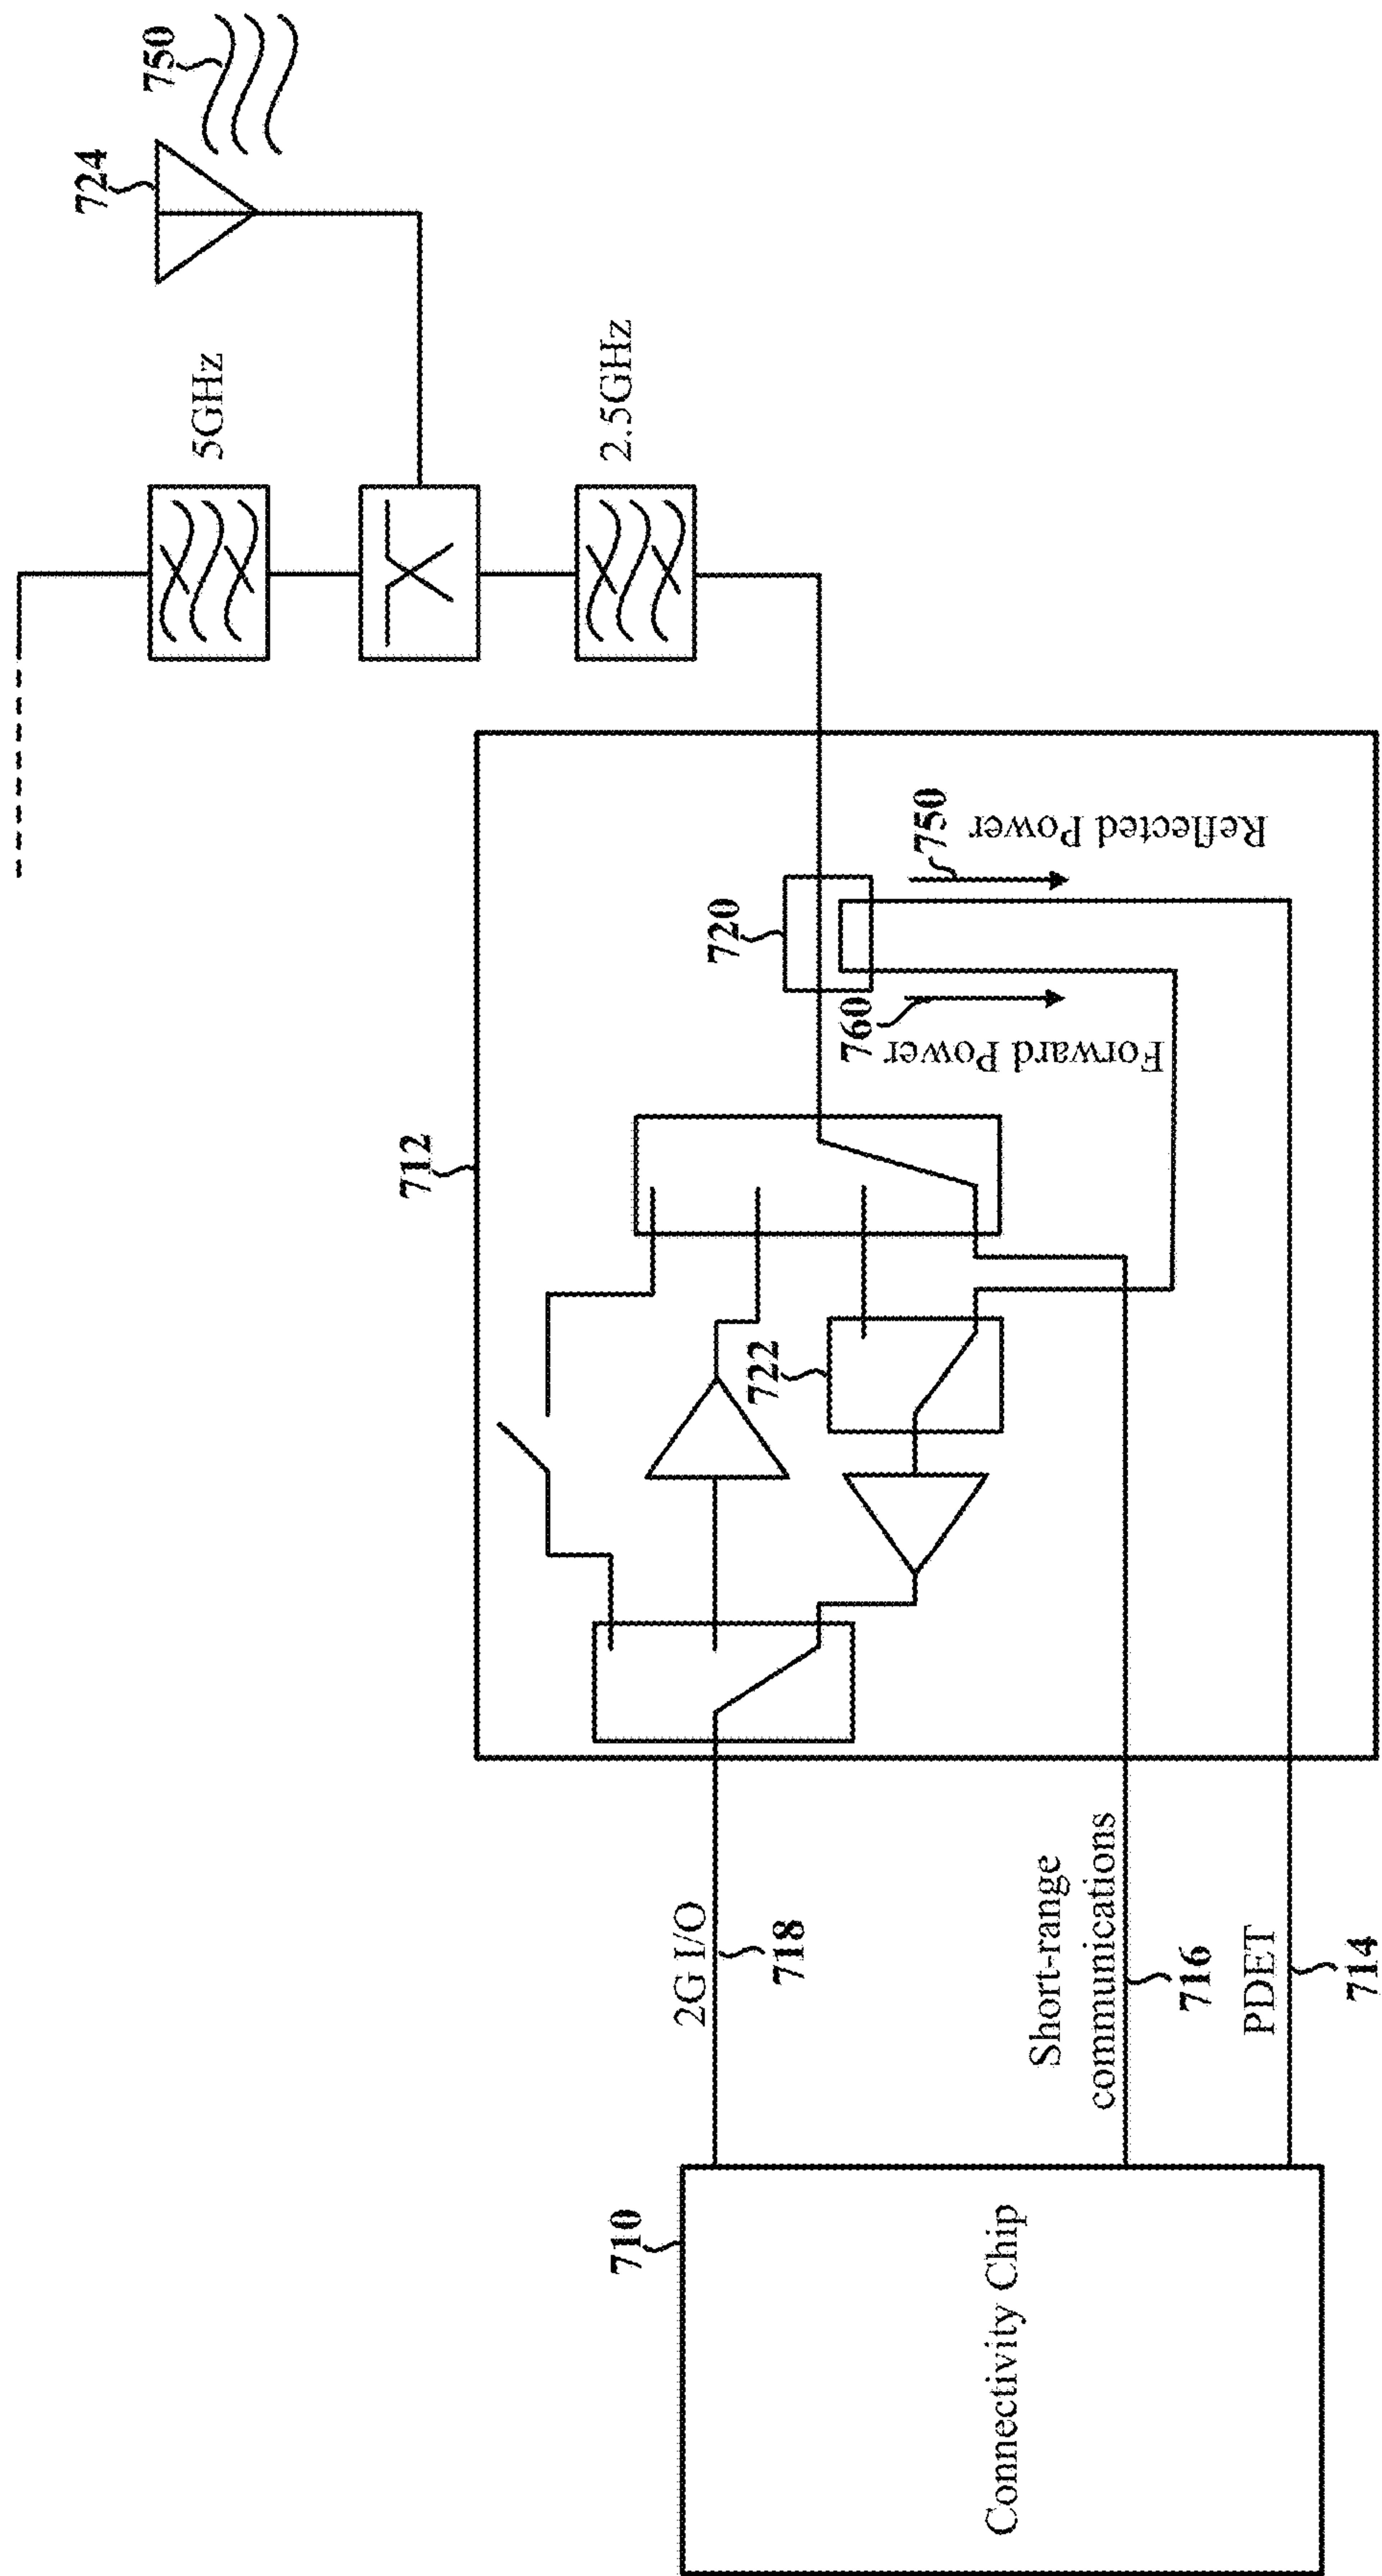 750
724
5GHz
2.5GHz
712
720
750
Reflected Power
760
Forward Power
722
2G I/O
718
Short-range
communications
716
PDET
714
710
Connectivity Chip